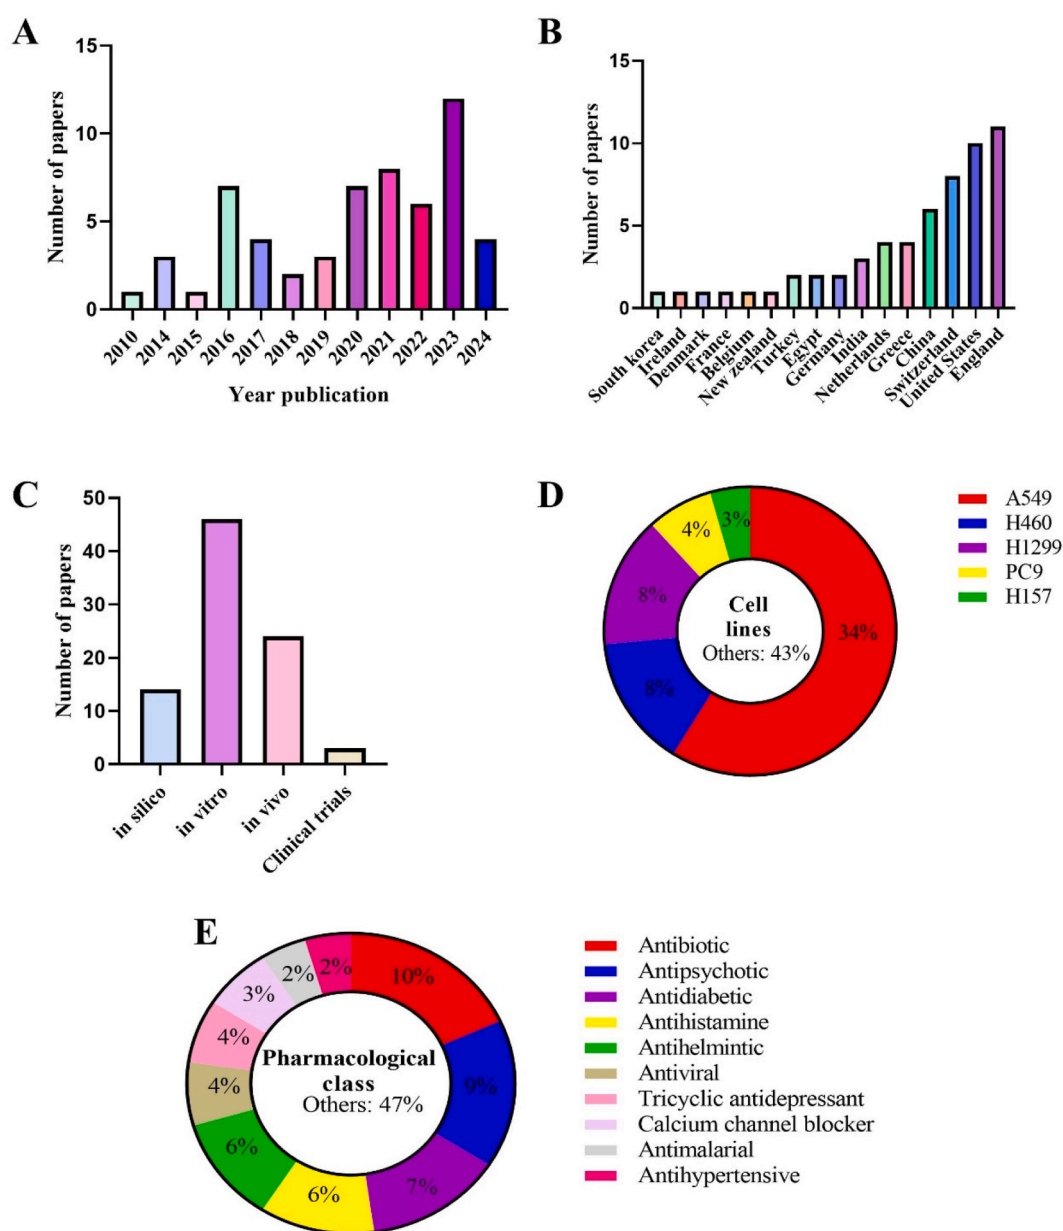 A
15
10
5
0
Number of papers
2010
2014
2015
2016
2017
2018
2019
2020
2021
2022
2023
2024
Year publication
B
15
10
5
0
Number of papers
South korea
Ireland
Denmark
France
Belgium
New zealand
Turkey
Egypt
Germany
India
Netherlands
Greece
China
Switzerland
United States
England
C
50
40
30
20
10
0
Number of papers
in silico
in vitro
in vivo
Clinical trials
D
3%
4%
8%
8%
34%
Cell
lines
Others: 43%
A549
H460
H1299
PC9
H157
E
2%
2%
10%
3%
4%
4%
9%
6%
6%
7%
Pharmacological
class
Others: 47%
Antibiotic
Antipsychotic
Antidiabetic
Antihistamine
Antihelmintic
Antiviral
Tricyclic antidepressant
Calcium channel blocker
Antimalarial
Antihypertensive